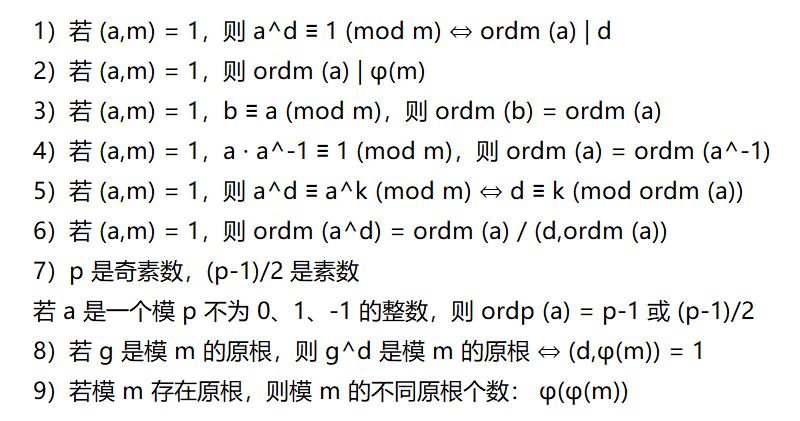 1）若 (a,m) = 1，则 a^d ≡ 1 (mod m) ⇔ ordm (a) | d
2）若 (a,m) = 1，则 ordm (a) | φ(m)
3）若 (a,m) = 1，b ≡ a (mod m)，则 ordm (b) = ordm (a)
4）若 (a,m) = 1，a · a^-1 ≡ 1 (mod m)，则 ordm (a) = ordm (a^-1)
5）若 (a,m) = 1，则 a^d ≡ a^k (mod m) ⇔ d ≡ k (mod ordm (a))
6）若 (a,m) = 1，则 ordm (a^d) = ordm (a) / (d,ordm (a))
7）p 是奇素数，(p-1)/2 是素数
若 a 是一个模 p 不为 0、1、-1 的整数，则 ordp (a) = p-1 或 (p-1)/2
8）若 g 是模 m 的原根，则 g^d 是模 m 的原根 ⇔ (d,φ(m)) = 1
9）若模 m 存在原根，则模 m 的不同原根个数： φ(φ(m))